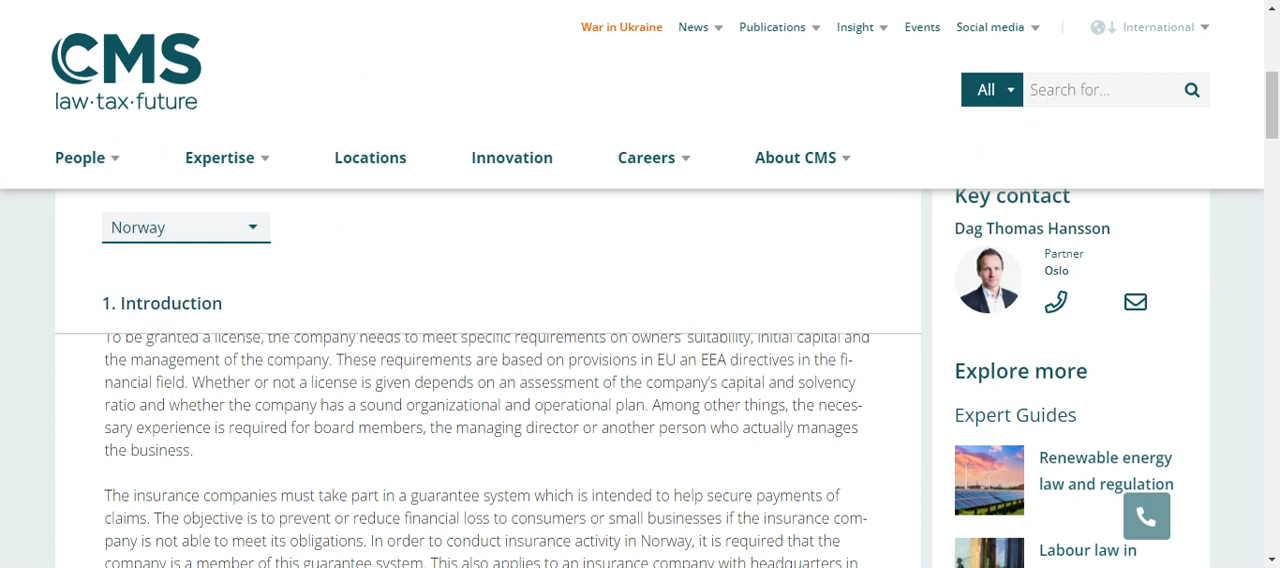 War in Ukraine News Publications Insight Events Social media International
CMS
law·tax·future
All Search for...
People Expertise Locations Innovation Careers About CMS
Norway
1. Introduction
To be granted a license, the company needs to meet specific requirements on owners' suitability, initial capital and
the management of the company. These requirements are based on provisions in EU an EEA directives in the fi-
nancial field. Whether or not a license is given depends on an assessment of the company's capital and solvency
ratio and whether the company has a sound organizational and operational plan. Among other things, the neces-
sary experience is required for board members, the managing director or another person who actually manages
the business.
The insurance companies must take part in a guarantee system which is intended to help secure payments of
claims. The objective is to prevent or reduce financial loss to consumers or small businesses if the insurance com-
pany is not able to meet its obligations. In order to conduct insurance activity in Norway, it is required that the
company is a member of this guarantee system. This also applies to an insurance company with headquarters in
Key contact
Dag Thomas Hansson
Partner
Oslo
Explore more
Expert Guides
Renewable energy
law and regulation
Labour law in